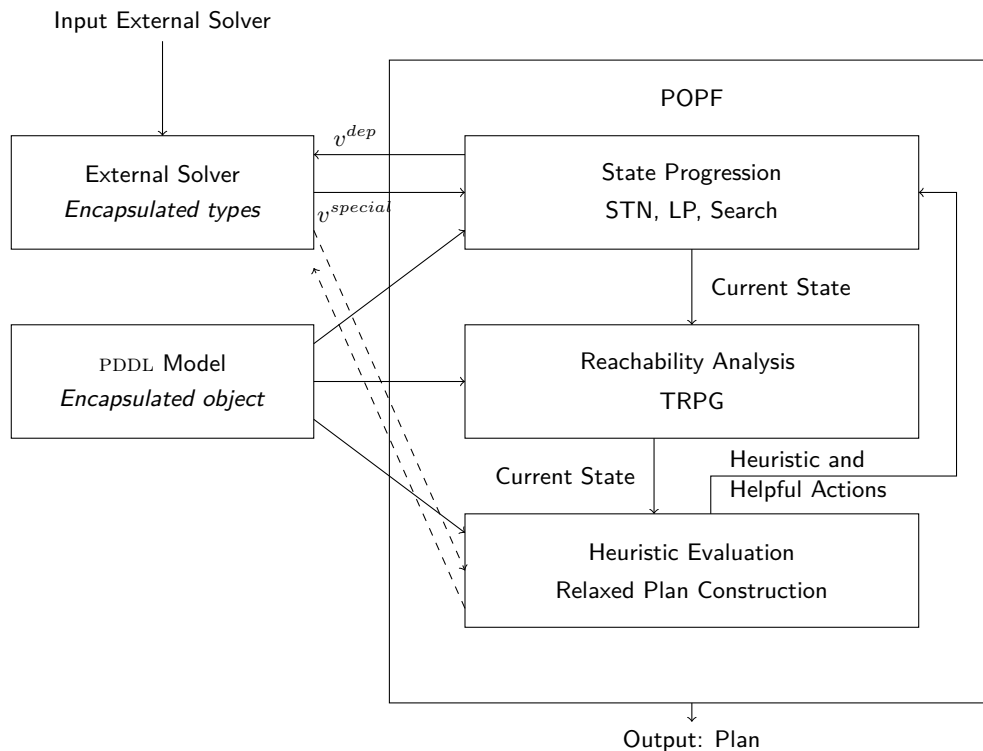 Input External Solver
POPF
v^{dep}
External Solver
Encapsulated types
State Progression
STN, LP, Search
v^{special}
Current State
PDDL Model
Encapsulated object
Reachability Analysis
TRPG
Current State
Heuristic and
Helpful Actions
Heuristic Evaluation
Relaxed Plan Construction
Output: Plan